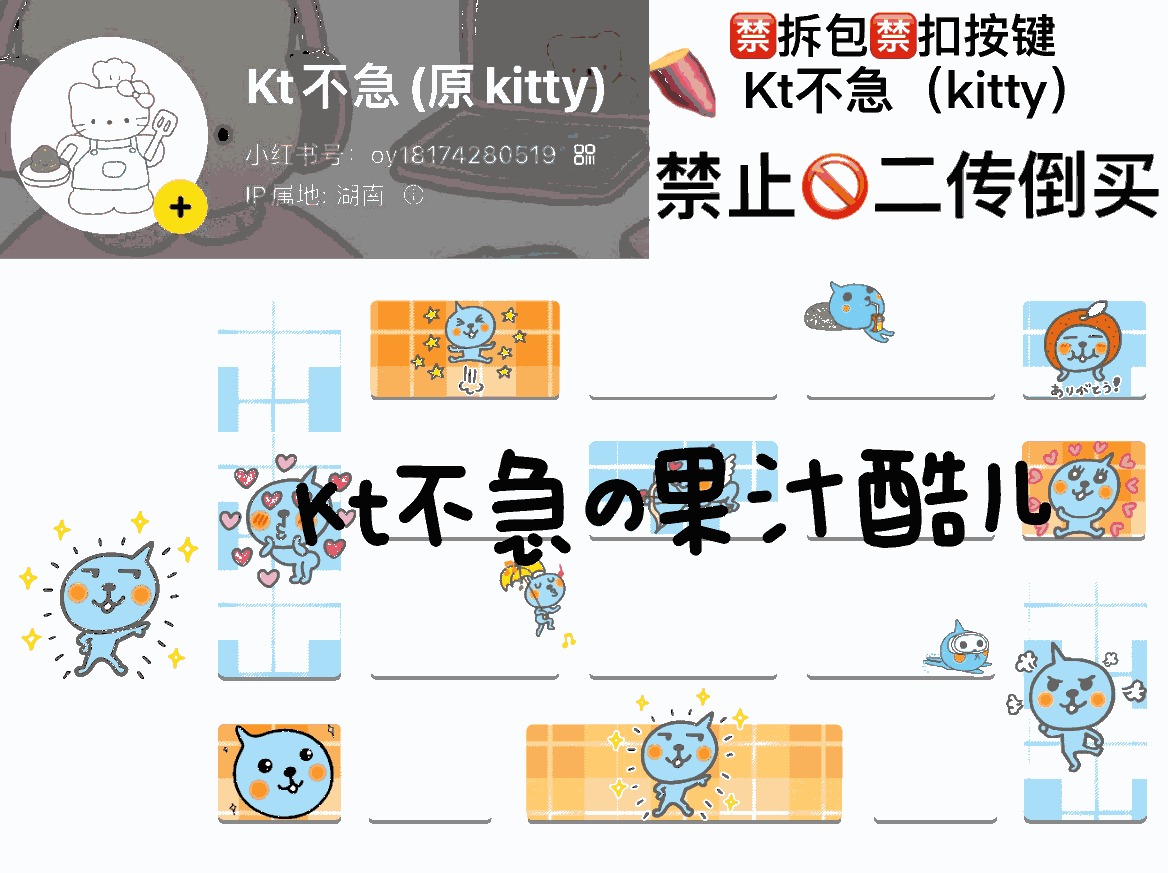 Kt不急 (原 kitty)
小红书号: oy18174280519
IP属地: 湖南
🈲拆包🈲扣按键
Kt不急（kitty）
禁止🚫二传倒买
ありがとう!
Kt不急の果汁酷儿